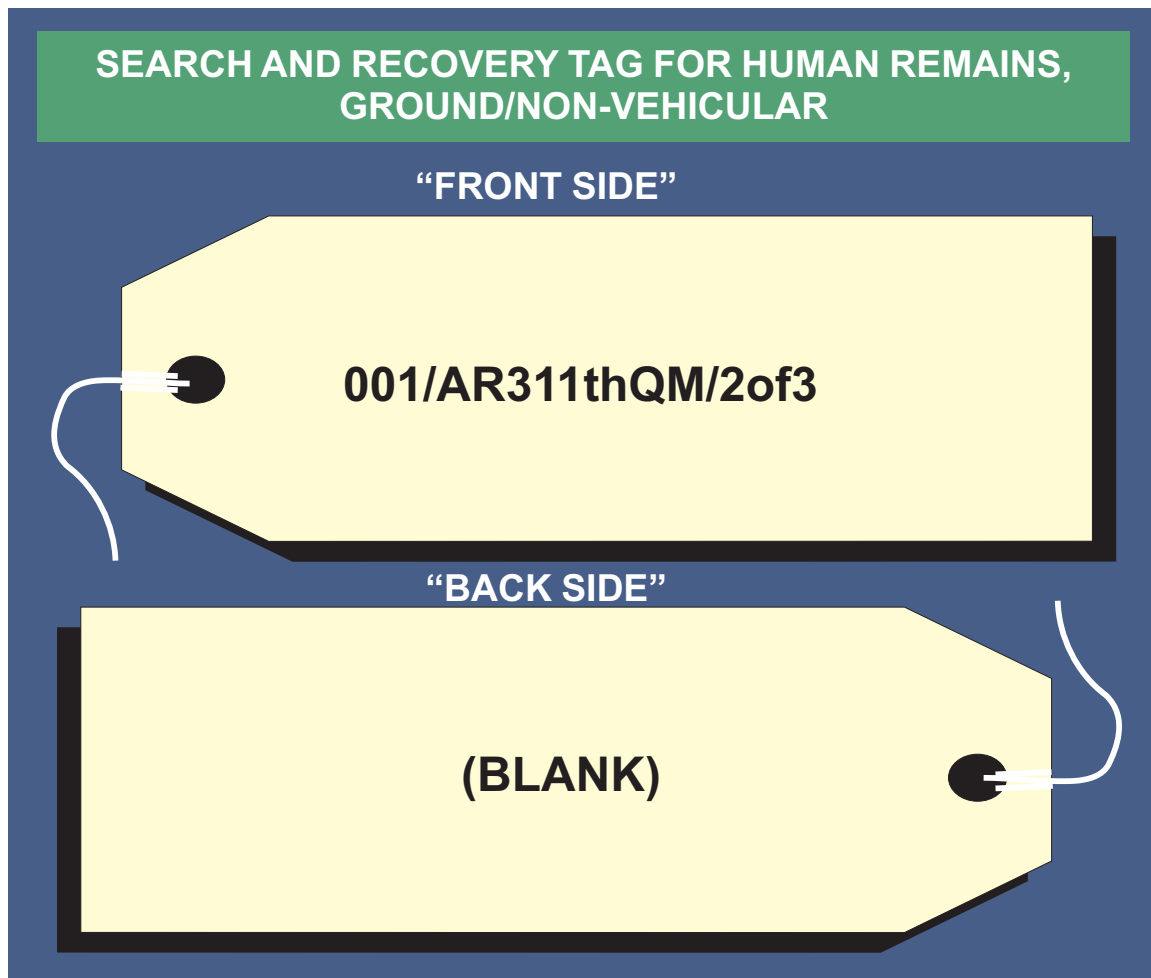 SEARCH AND RECOVERY TAG FOR HUMAN REMAINS,
GROUND/NON-VEHICULAR
“FRONT SIDE”
001/AR311thQM/2of3
“BACK SIDE”
(BLANK)